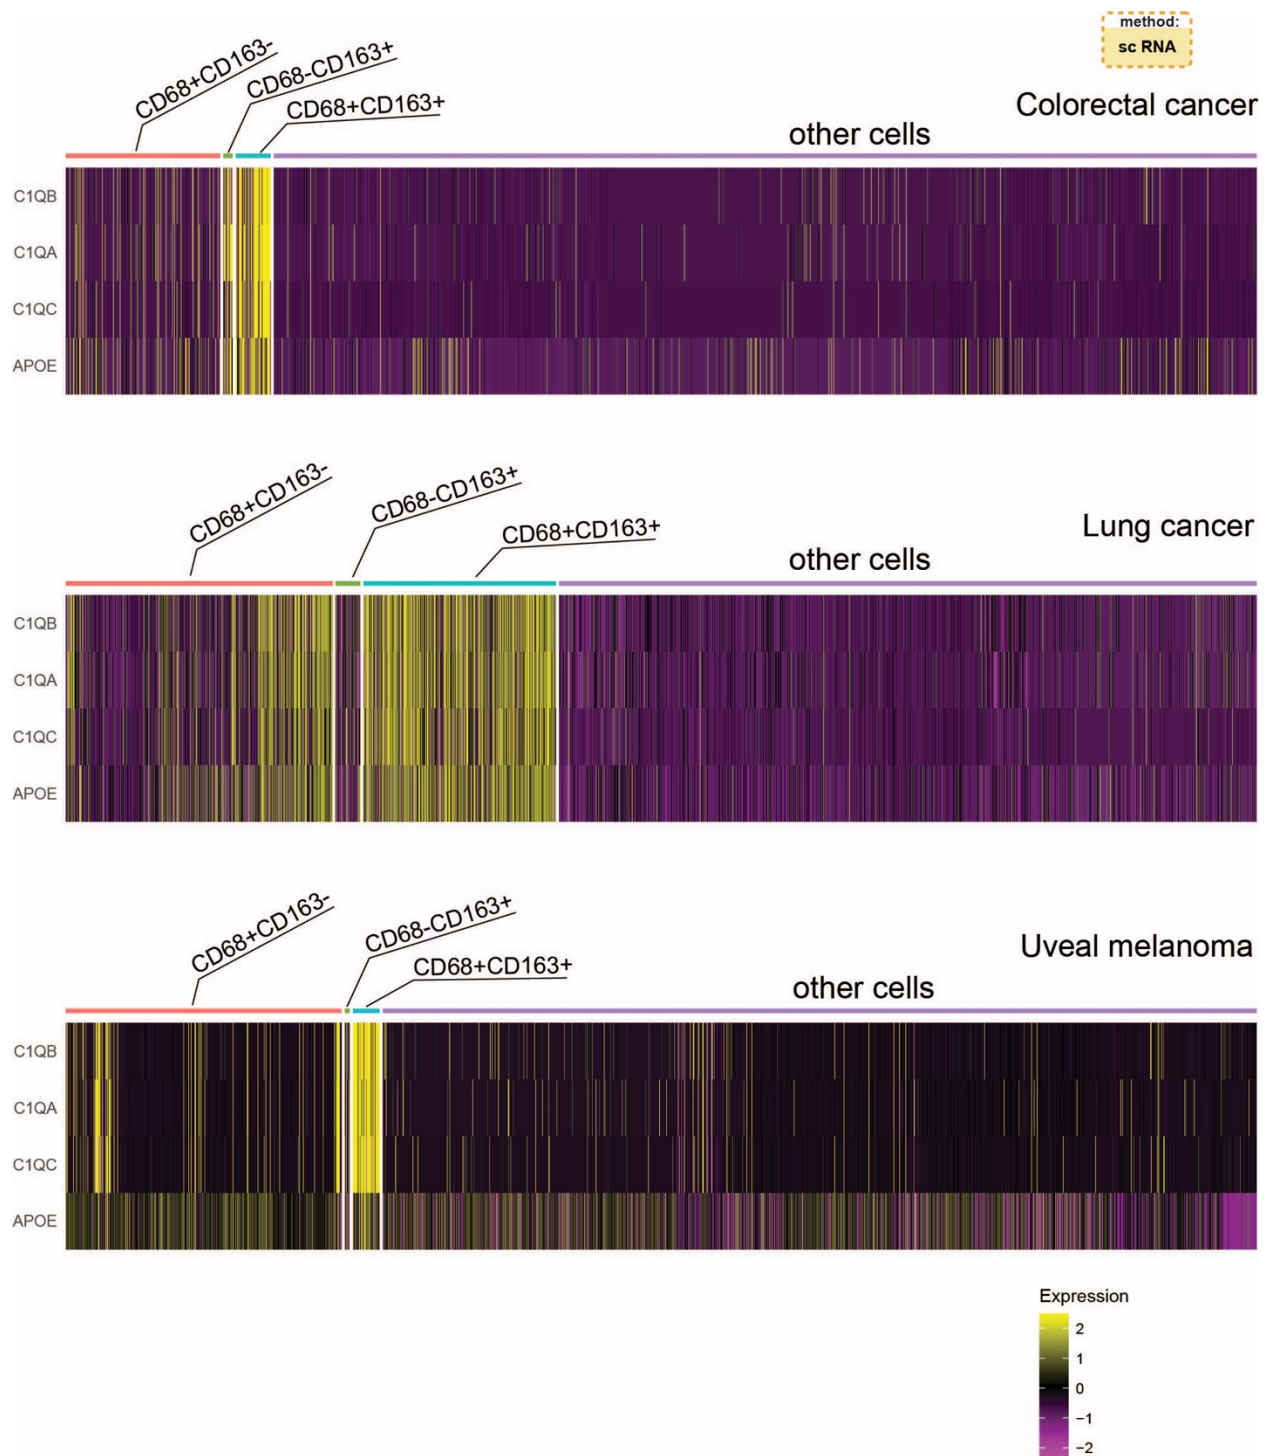 method:
sc RNA
CD68+CD163-
CD68-CD163+
CD68+CD163+
other cells
Colorectal cancer
C1QB
C1QA
C1QC
APOE
CD68+CD163-
CD68-CD163+
CD68+CD163+
other cells
Lung cancer
C1QB
C1QA
C1QC
APOE
CD68+CD163-
CD68-CD163+
CD68+CD163+
other cells
Uveal melanoma
C1QB
C1QA
C1QC
APOE
Expression
2
1
0
−1
−2